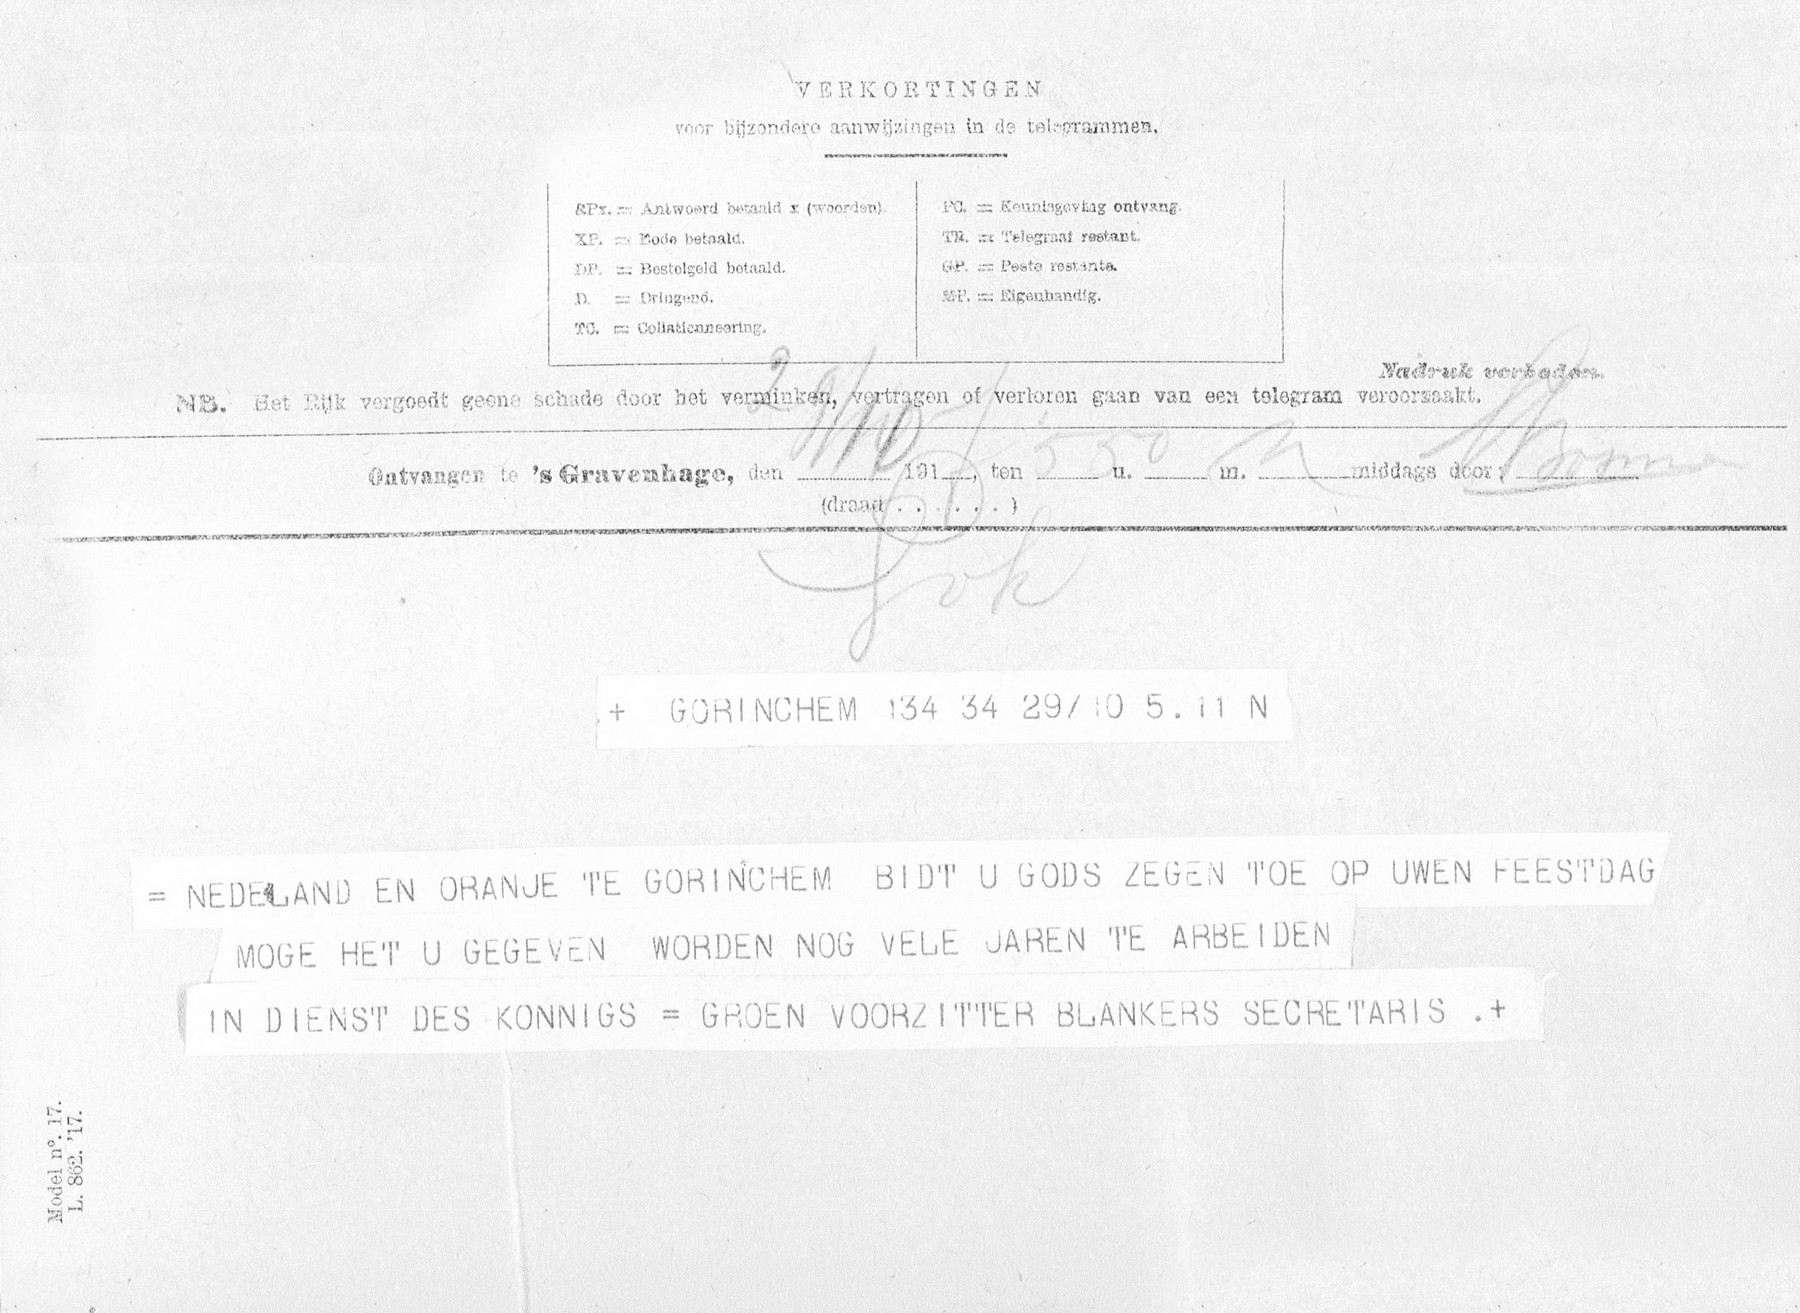 VERKORTINGEN
voor bijzondere aanwijzingen in de telegrammen.
RPx. = Antwoord betaald x (woorden).
XP. = Bode betaald.
DP. = Bestelgeld betaald.
D. = Dringend.
TC. = Collationneering.
PC. = Kennisgeving ontvang.
TR. = Telegraaf restant.
GP. = Poste restante.
MP. = Eigenhandig.
Nadruk verboden.
NB. Het Rijk vergoedt geene schade door het verminken, vertragen of verloren gaan van een telegram veroorzaakt.
Ontvangen te 's Gravenhage, den 29/10 191 , ten 550 u. m. N middags door:
(draad . . . . . . )
+ GORINCHEM 134 34 29/10 5.11 N
= NEDELAND EN ORANJE TE GORINCHEM BIDT U GODS ZEGEN TOE OP UWEN FEESTDAG
MOGE HET U GEGEVEN WORDEN NOG VELE JAREN TE ARBEIDEN
IN DIENST DES KONNIGS = GROEN VOORZITTER BLANKERS SECRETARIS .+
Model nº. 17.
L. 862. '17.